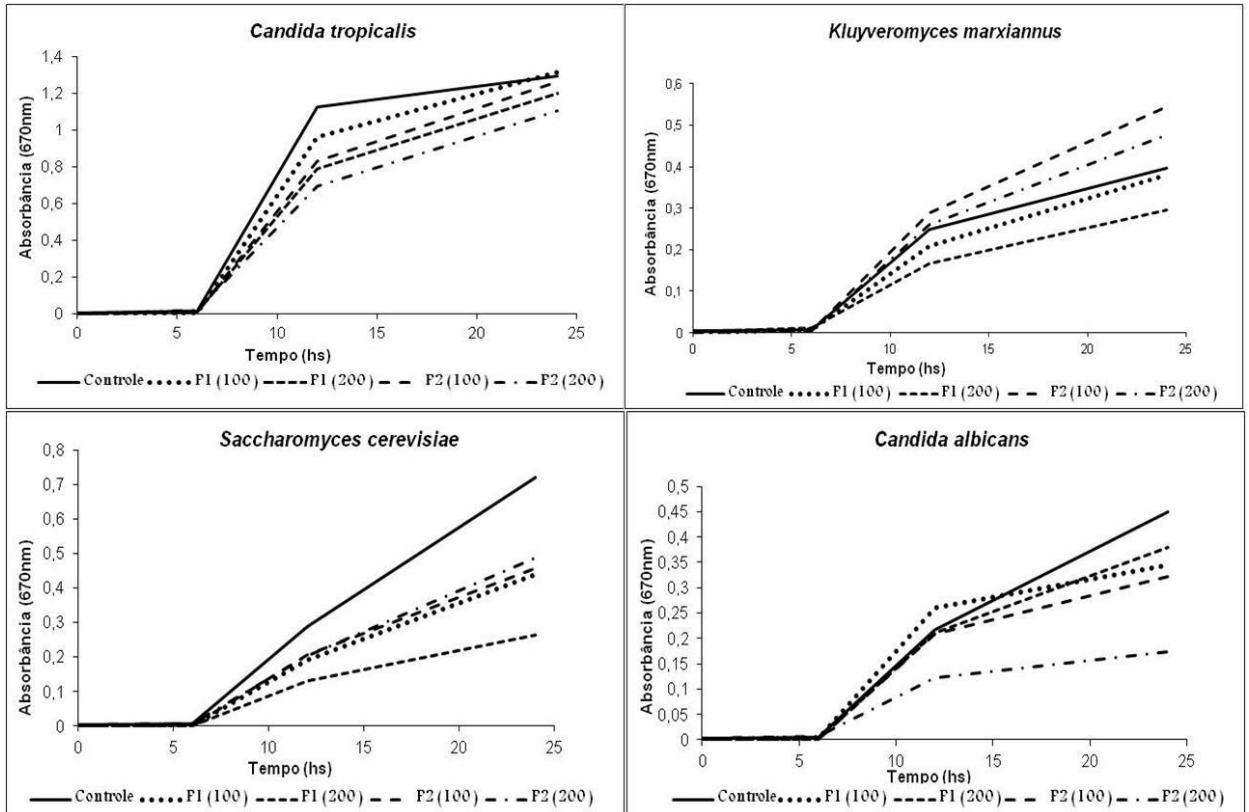 Candida tropicalis
1,4
1,2
1
0,8
0,6
0,4
0,2
0
Absorbância (670nm)
0 5 10 15 20 25
Tempo (hs)
Controle F1 (100) F1 (200) F2 (100) F2 (200)
Kluyveromyces marxiannus
0,6
0,5
0,4
0,3
0,2
0,1
0
Absorbância (670nm)
0 5 10 15 20 25
Tempo (hs)
Controle F1 (100) F1 (200) F2 (100) F2 (200)
Saccharomyces cerevisiae
0,8
0,7
0,6
0,5
0,4
0,3
0,2
0,1
0
Absorbância (670nm)
0 5 10 15 20 25
Tempo (hs)
Controle F1 (100) F1 (200) F2 (100) F2 (200)
Candida albicans
0,5
0,45
0,4
0,35
0,3
0,25
0,2
0,15
0,1
0,05
0
Absorbância (670nm)
0 5 10 15 20 25
Tempo (hs)
Controle F1 (100) F1 (200) F2 (100) F2 (200)